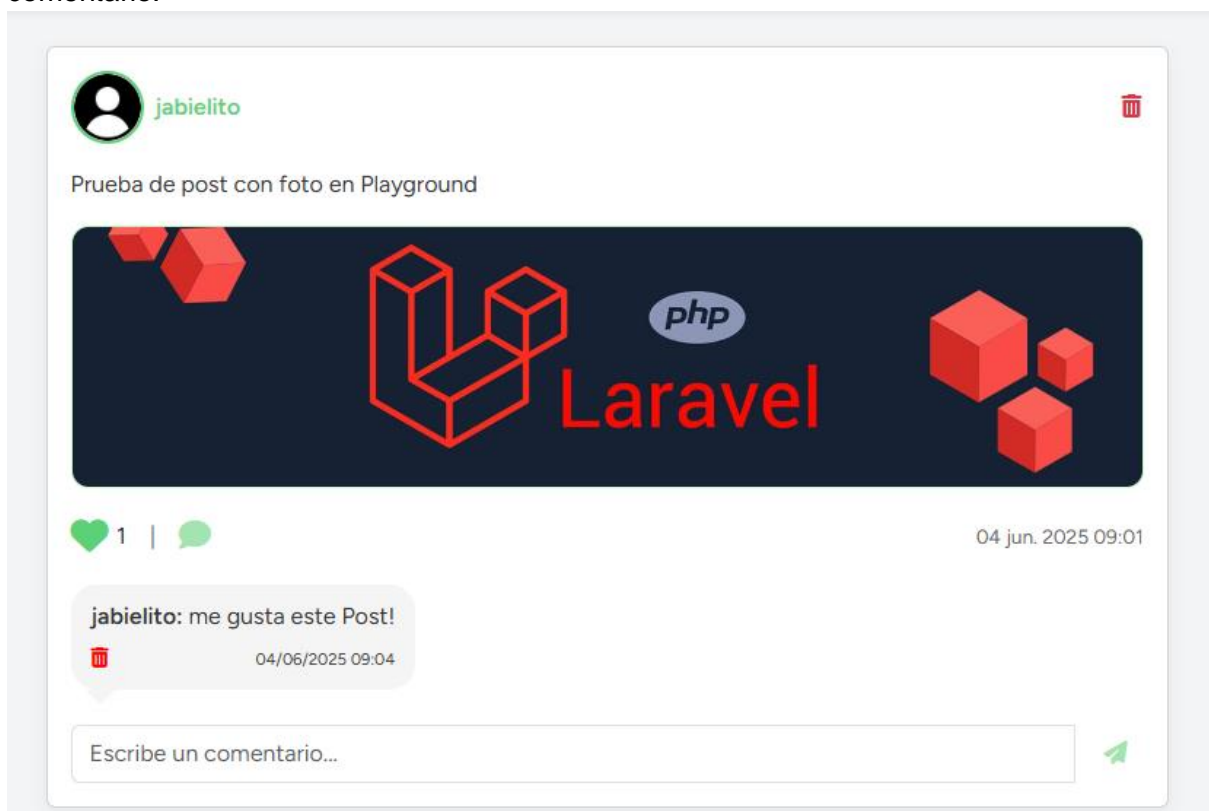 jabielito
Prueba de post con foto en Playground
php
Laravel
1 |
04 jun. 2025 09:01
jabielito: me gusta este Post!
04/06/2025 09:04
Escribe un comentario...